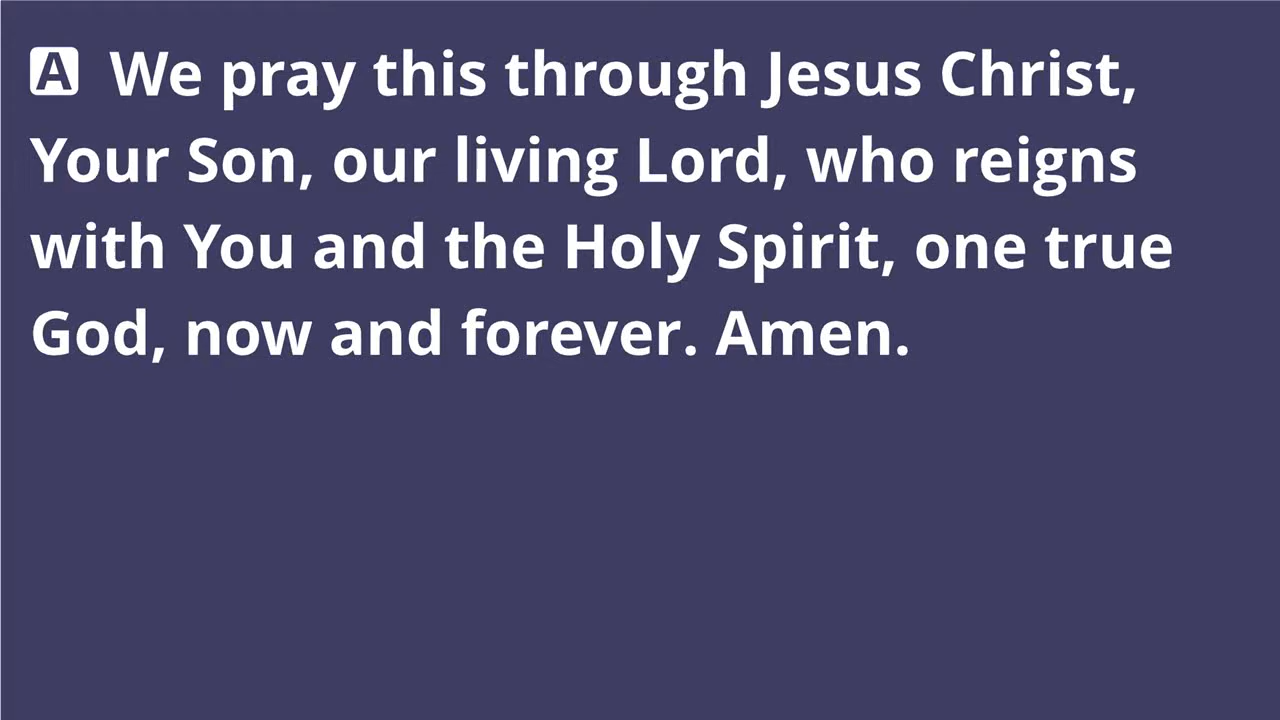 A We pray this through Jesus Christ,
Your Son, our living Lord, who reigns
with You and the Holy Spirit, one true
God, now and forever. Amen.